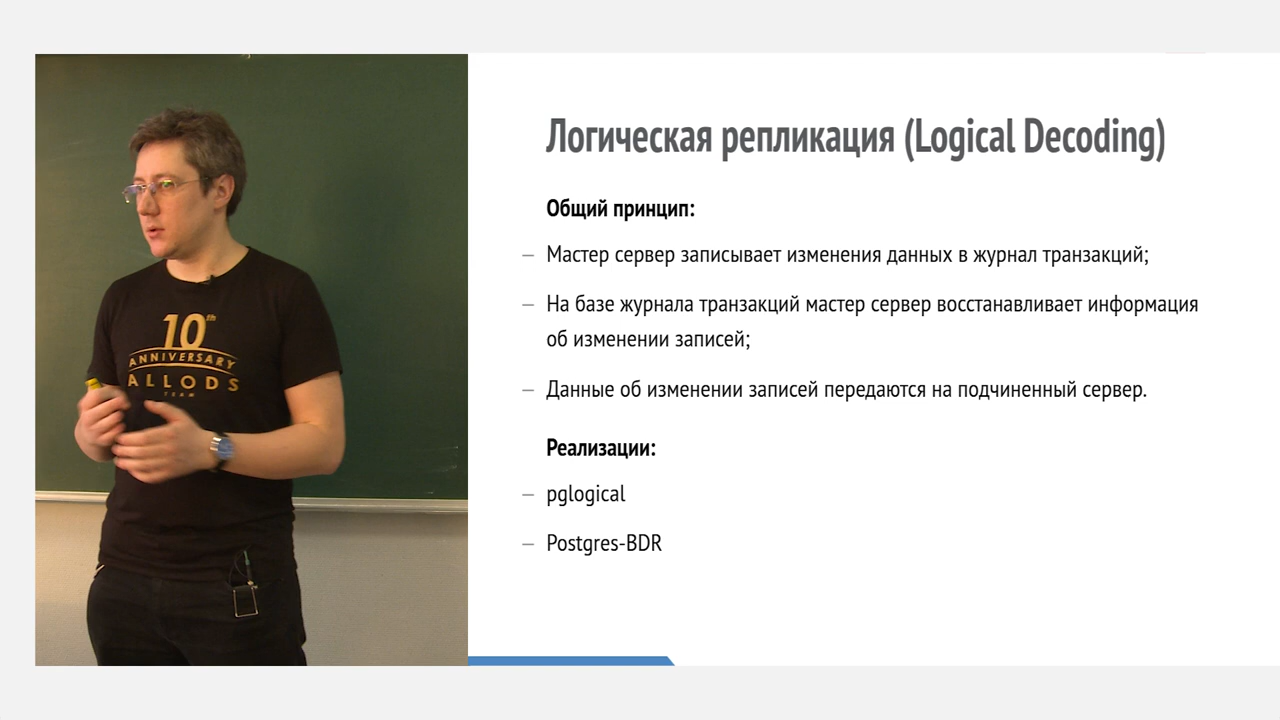 10th
ANNIVERSARY
ALLODS
TEAM
Логическая репликация (Logical Decoding)
Общий принцип:
– Мастер сервер записывает изменения данных в журнал транзакций;
– На базе журнала транзакций мастер сервер восстанавливает информация
об изменении записей;
– Данные об изменении записей передаются на подчиненный сервер.
Реализации:
– pglogical
– Postgres-BDR